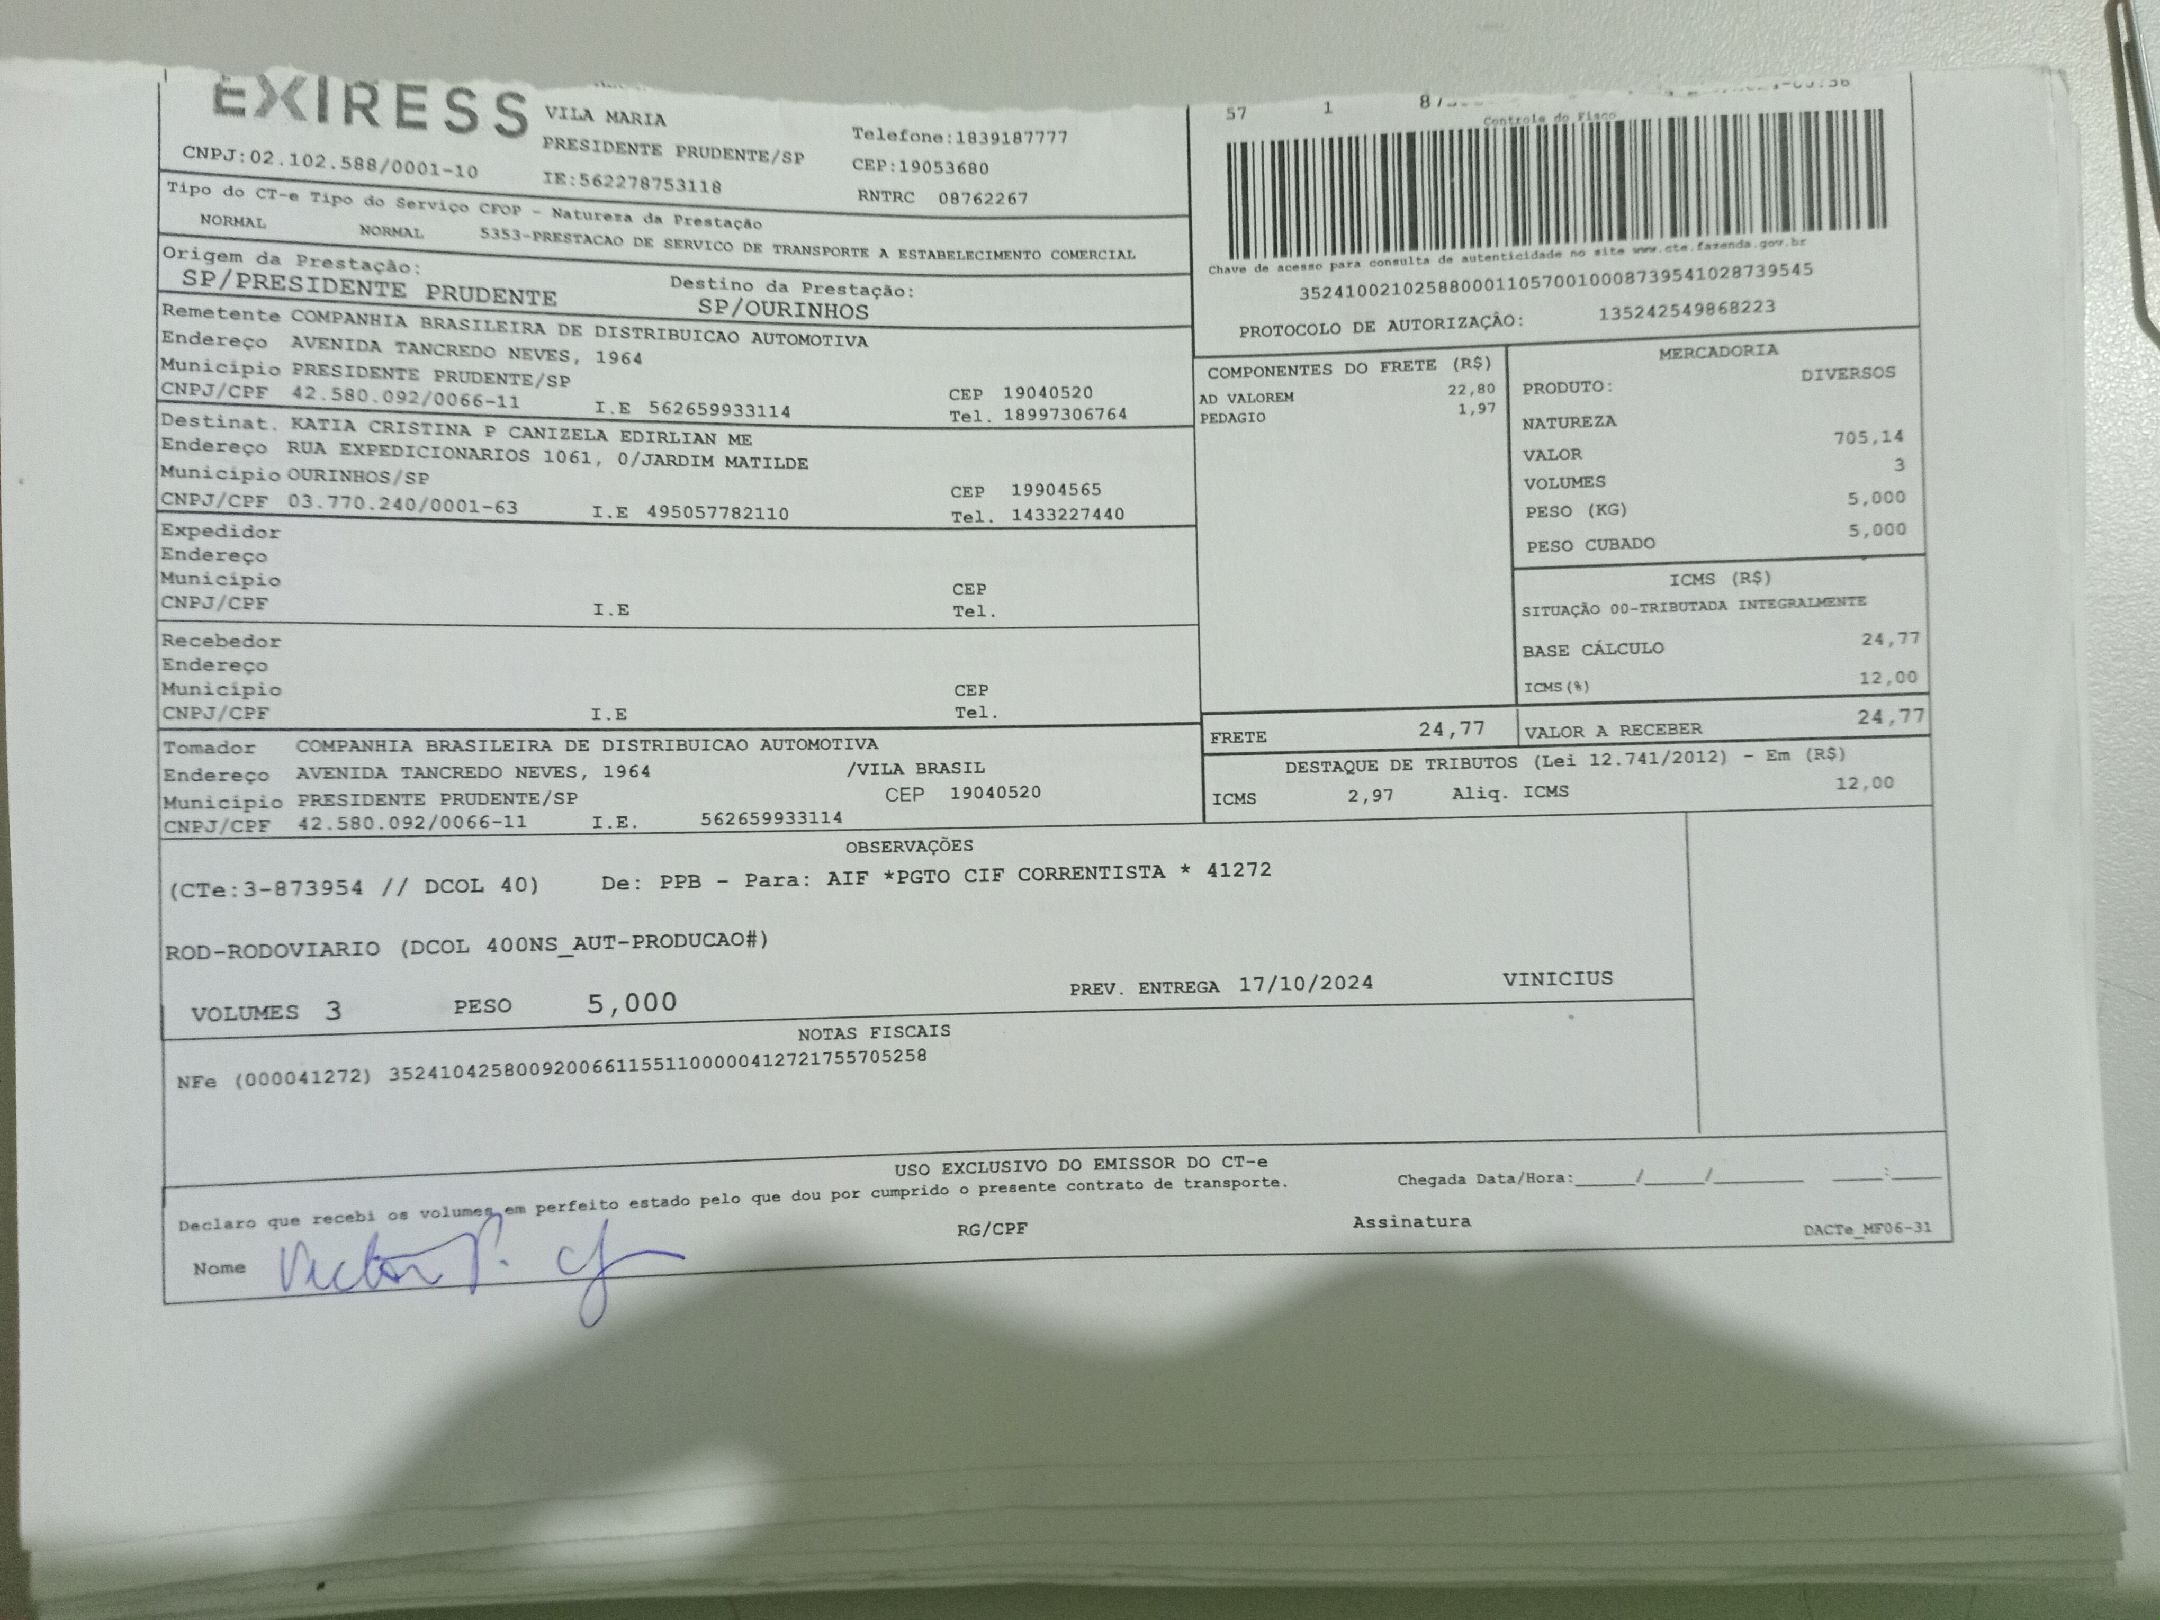 EXIRESS
VILA MARIA
PRESIDENTE PRUDENTE/SP
CNPJ:02.102.588/0001-10
IE:562278753118
Telefone:1839187777
CEP:19053680
RNTRC 08762267
Tipo do CT-e Tipo do Serviço CFOP - Natureza da Prestação
NORMAL NORMAL 5353-PRESTACAO DE SERVICO DE TRANSPORTE A ESTABELECIMENTO COMERCIAL
Origem da Prestação: Destino da Prestação:
SP/PRESIDENTE PRUDENTE SP/OURINHOS
Remetente COMPANHIA BRASILEIRA DE DISTRIBUICAO AUTOMOTIVA
Endereço AVENIDA TANCREDO NEVES, 1964
Município PRESIDENTE PRUDENTE/SP CEP 19040520
CNPJ/CPF 42.580.092/0066-11 I.E 562659933114 Tel. 18997306764
Destinat. KATIA CRISTINA P CANIZELA EDIRLIAN ME
Endereço RUA EXPEDICIONARIOS 1061, 0/JARDIM MATILDE
Município OURINHOS/SP CEP 19904565
CNPJ/CPF 03.770.240/0001-63 I.E 495057782110 Tel. 1433227440
Expedidor
Endereço
Município CEP
CNPJ/CPF I.E Tel.
Recebedor
Endereço
Município CEP
CNPJ/CPF I.E Tel.
Tomador COMPANHIA BRASILEIRA DE DISTRIBUICAO AUTOMOTIVA
Endereço AVENIDA TANCREDO NEVES, 1964 /VILA BRASIL
Município PRESIDENTE PRUDENTE/SP CEP 19040520
CNPJ/CPF 42.580.092/0066-11 I.E. 562659933114
57 1
Controle do Fisco
Chave de acesso para consulta de autenticidade no site www.cte.fazenda.gov.br
35241002102588000110570010008739541028739545
PROTOCOLO DE AUTORIZAÇÃO: 135242549868223
COMPONENTES DO FRETE (R$)
AD VALOREM 22,80
PEDAGIO 1,97
MERCADORIA
PRODUTO: DIVERSOS
NATUREZA
VALOR 705,14
VOLUMES 3
PESO (KG) 5,000
PESO CUBADO 5,000
ICMS (R$)
SITUAÇÃO 00-TRIBUTADA INTEGRALMENTE
BASE CÁLCULO 24,77
ICMS(%) 12,00
FRETE 24,77 VALOR A RECEBER 24,77
DESTAQUE DE TRIBUTOS (Lei 12.741/2012) - Em (R$)
ICMS 2,97 Aliq. ICMS 12,00
OBSERVAÇÕES
(CTe:3-873954 // DCOL 40) De: PPB - Para: AIF *PGTO CIF CORRENTISTA * 41272
ROD-RODOVIARIO (DCOL 400NS_AUT-PRODUCAO#)
VOLUMES 3 PESO 5,000 PREV. ENTREGA 17/10/2024 VINICIUS
NOTAS FISCAIS
NFe (000041272) 35241042580092006611551100000412721755705258
USO EXCLUSIVO DO EMISSOR DO CT-e
Declaro que recebi os volumes em perfeito estado pelo que dou por cumprido o presente contrato de transporte. Chegada Data/Hora:____/____/______ ____:____
Nome Victor P. RG/CPF Assinatura DACTe_MF06-31